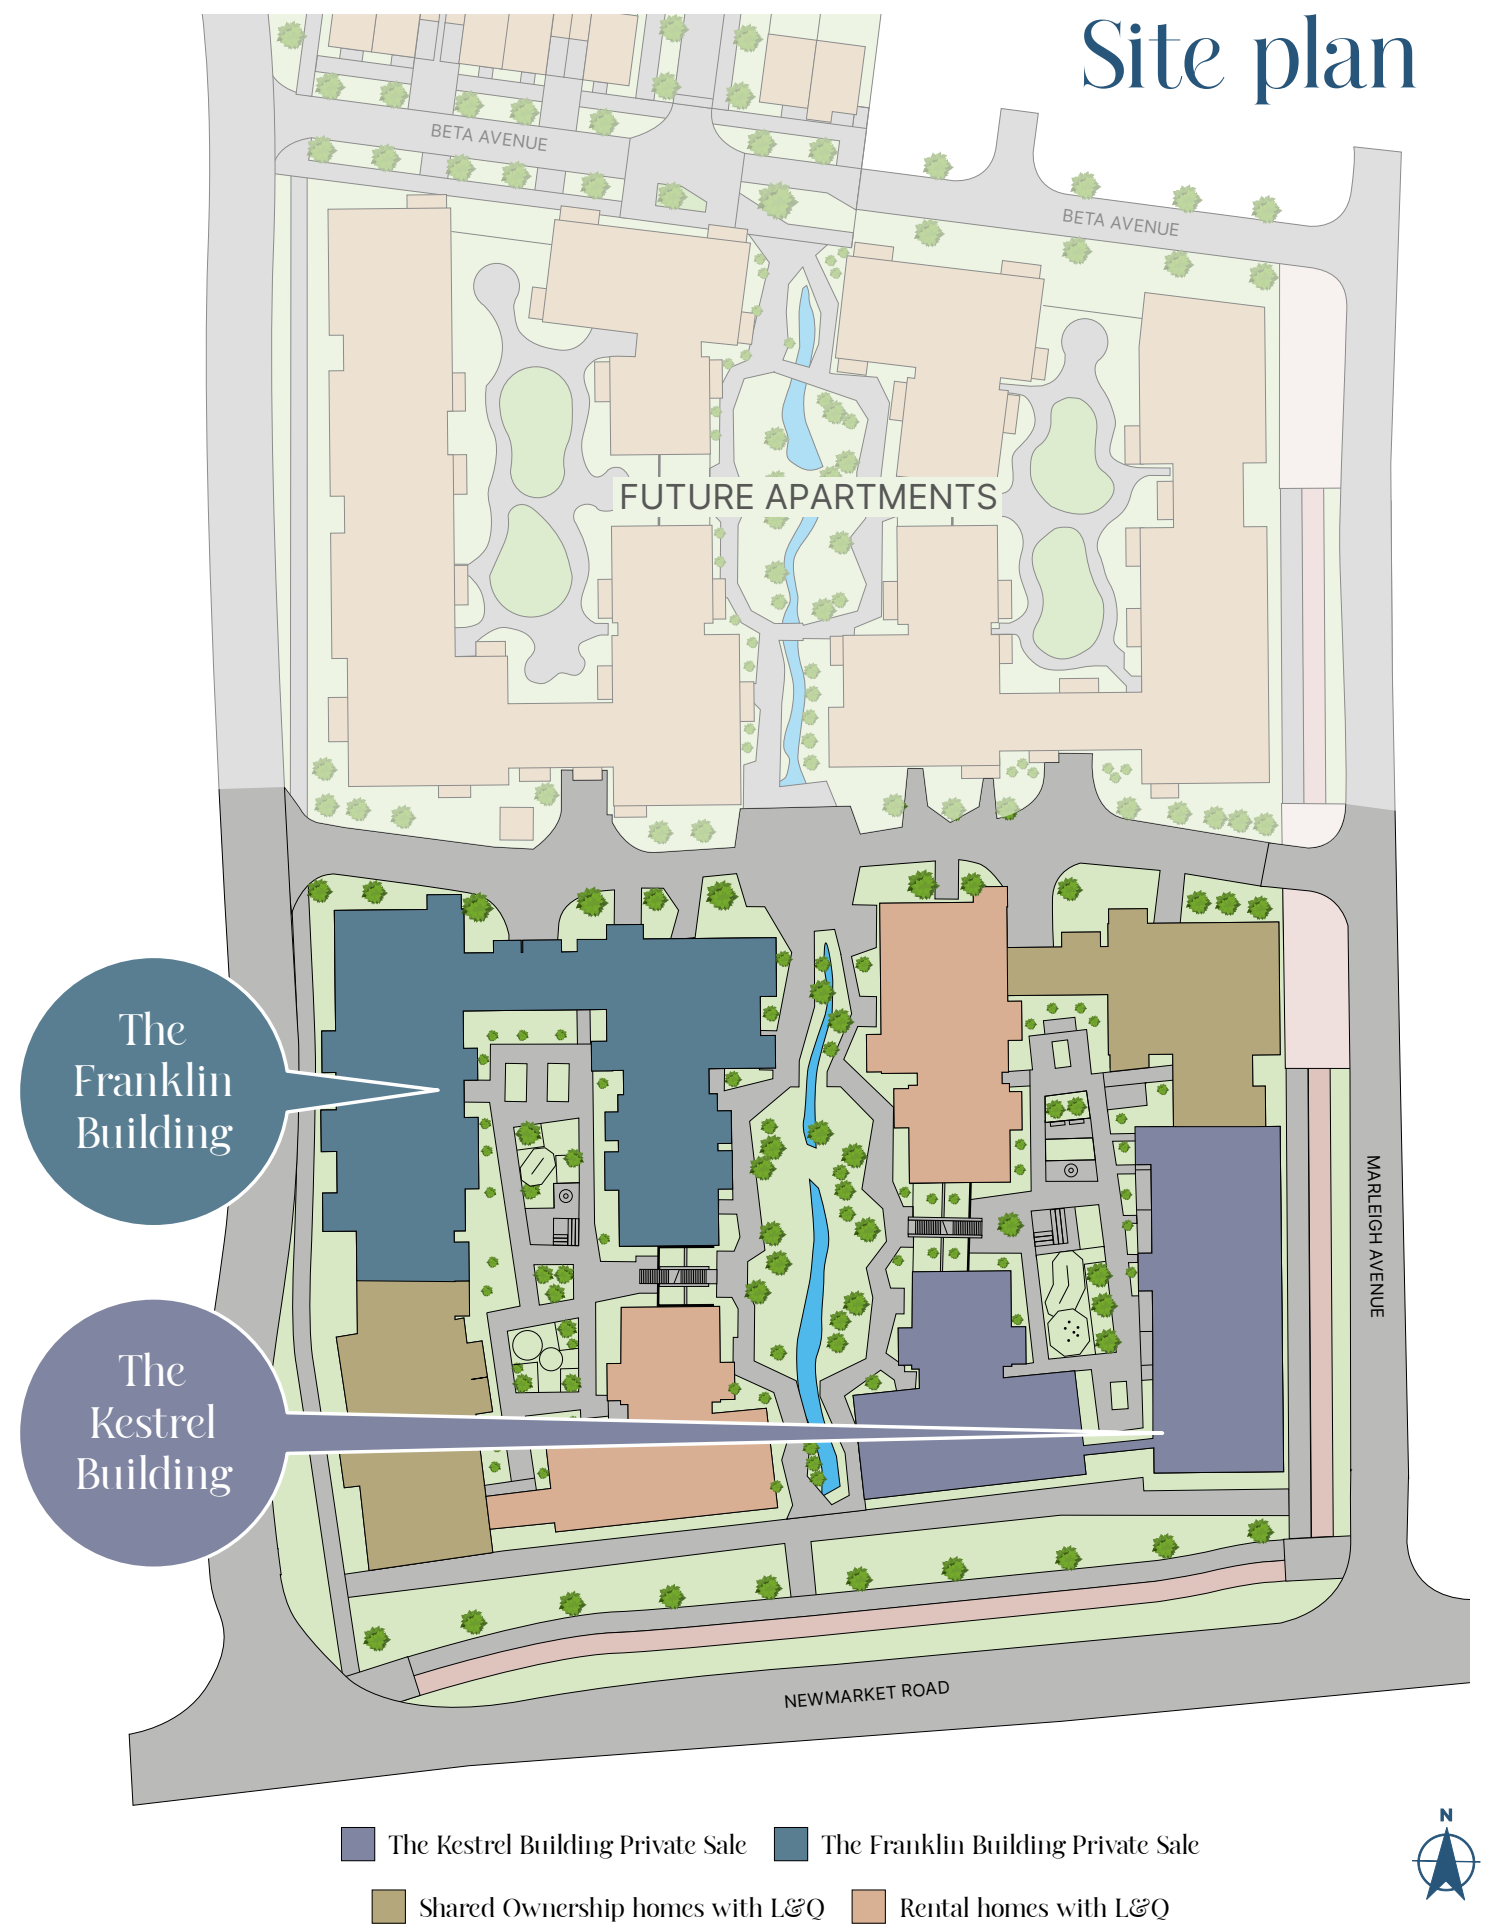 Site plan
BETA AVENUE
BETA AVENUE
FUTURE APARTMENTS
The
Franklin
Building
MARLEIGH AVENUE
The
Kestrel
Building
NEWMARKET ROAD
N
The Kestrel Building Private Sale
The Franklin Building Private Sale
Shared Ownership homes with L&Q
Rental homes with L&Q